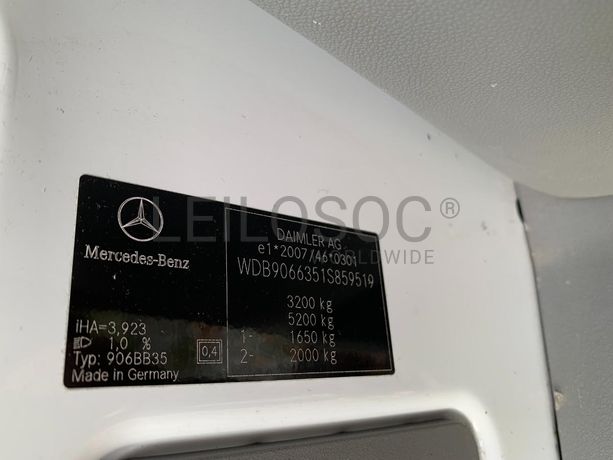 LEILOSOC®
WORLDWIDE
Mercedes-Benz
DAIMLER AG
e1*2007/46*0301
WDB9066351S859519
3200 kg
5200 kg
1- 1650 kg
2- 2000 kg
iHA=3,923
1,0 %
Typ: 906BB35
0,4
Made in Germany